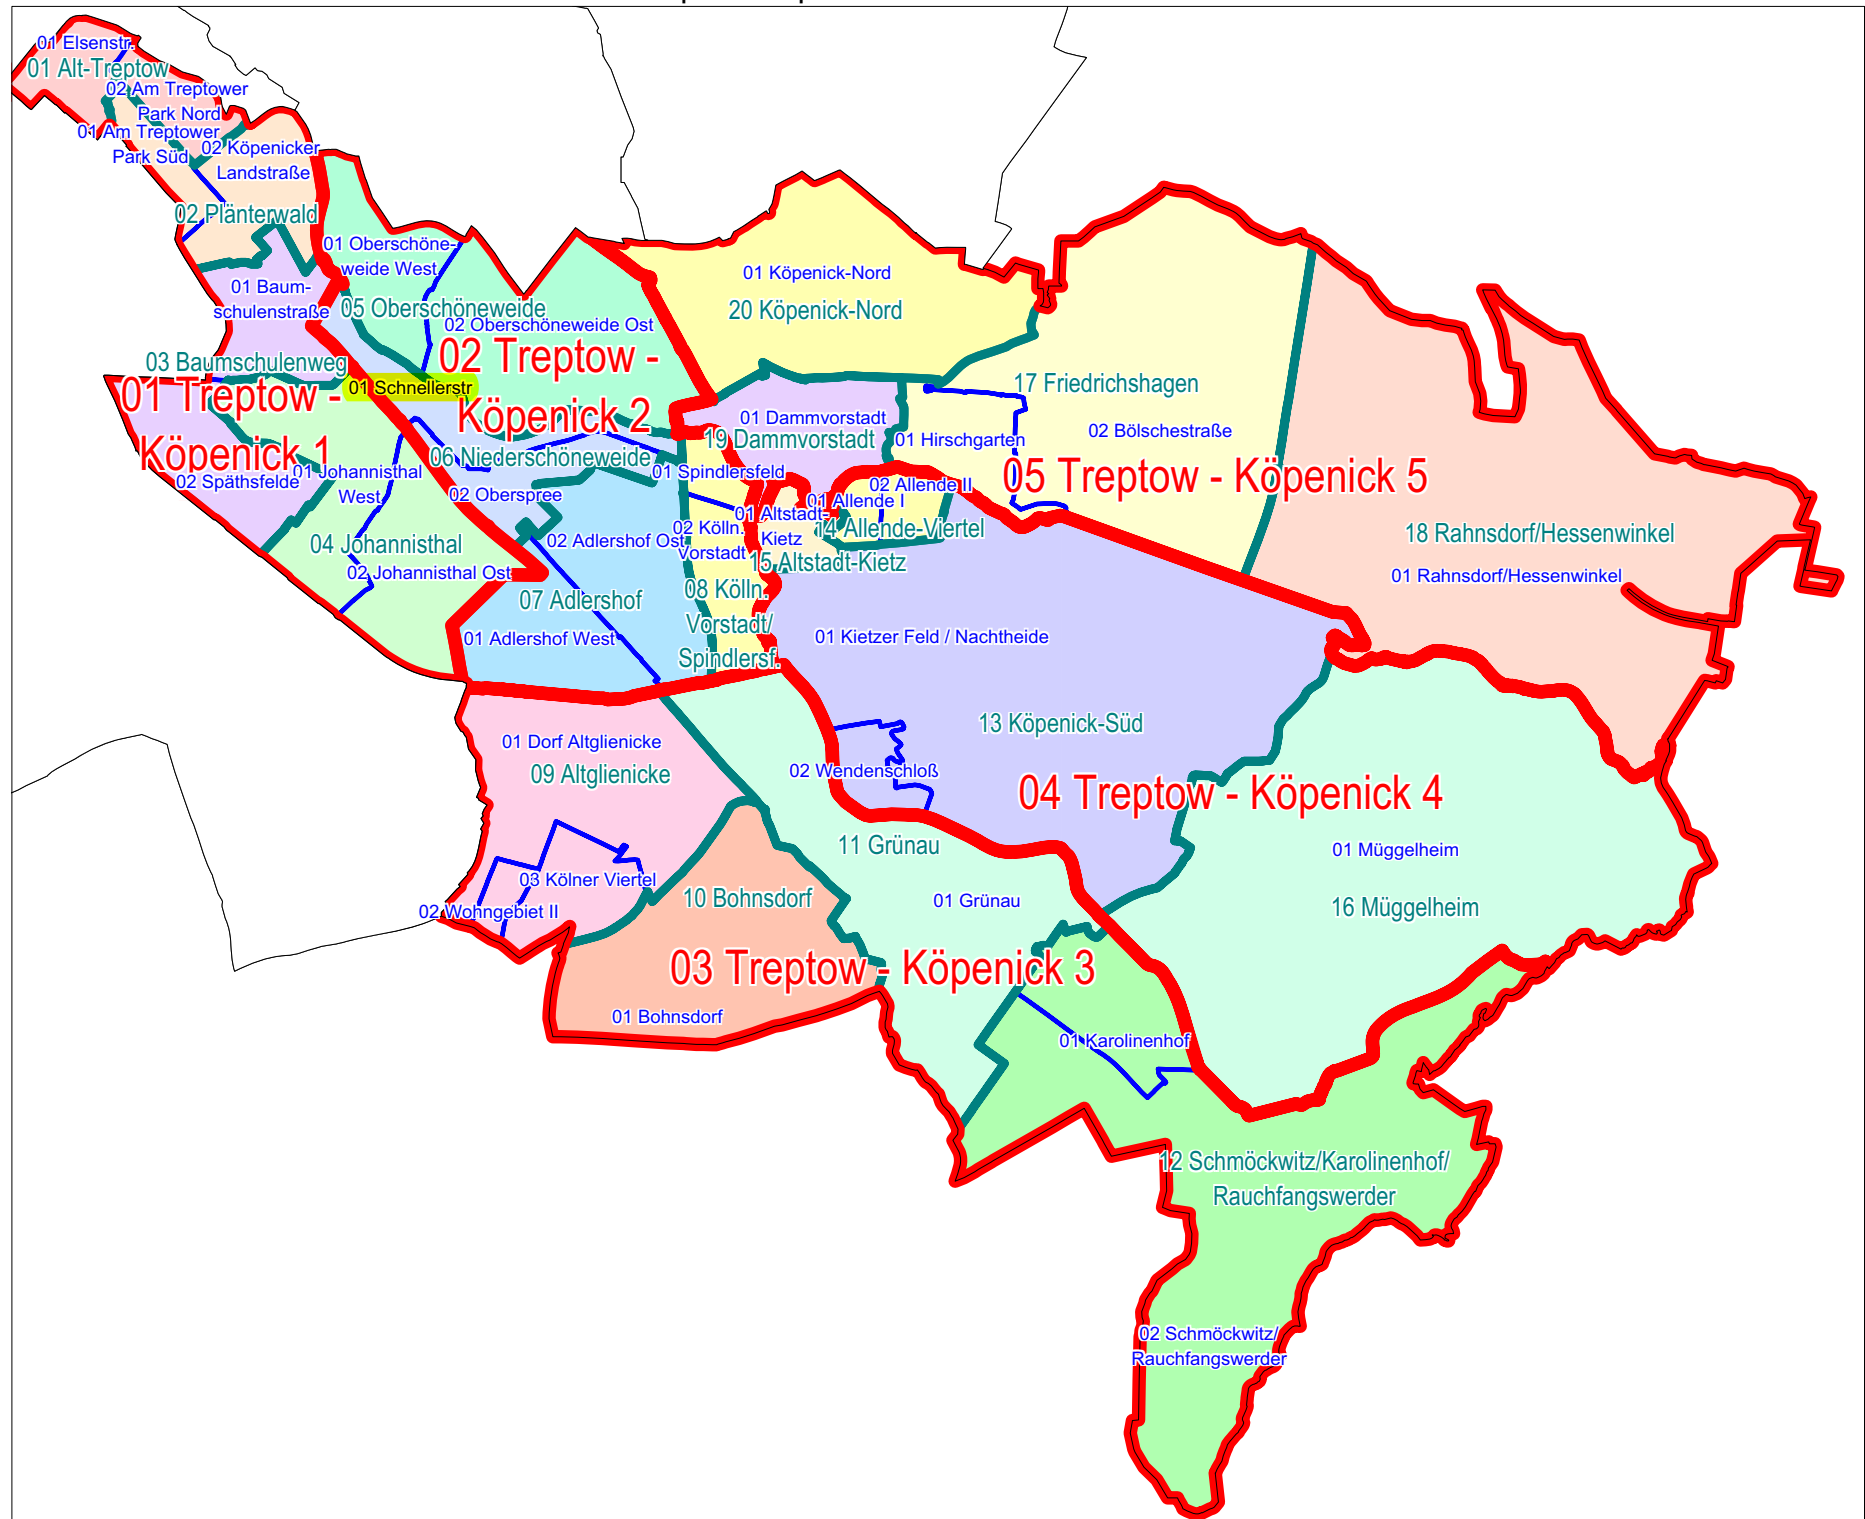 01 Elsenstr.
01 Alt-Treptow
02 Am Treptower
Park Nord
01 Am Treptower
Park Süd
02 Köpenicker
Landstraße
02 Plänterwald
01 Oberschöne-
weide West
01 Baum-
schulenstraße
05 Oberschöneweide
02 Oberschöneweide Ost
03 Baumschulenweg
01 Treptow -
Köpenick 1
02 Späthsfelde
01 Schnellerstr
02 Treptow -
Köpenick 2
06 Niederschöneweide
01 Johannisthal
West
02 Oberspree
04 Johannisthal
02 Johannisthal Ost
02 Adlershof Ost
07 Adlershof
01 Adlershof West
01 Köpenick-Nord
20 Köpenick-Nord
01 Dammvorstadt
19 Dammvorstadt
01 Spindlersfeld
02 Kölln.
Vorstadt
08 Kölln.
Vorstadt/
Spindlersf.
01 Altstadt-
Kietz
15 Altstadt-Kietz
01 Allende I
02 Allende II
14 Allende-Viertel
17 Friedrichshagen
01 Hirschgarten
02 Bölschestraße
05 Treptow - Köpenick 5
18 Rahnsdorf/Hessenwinkel
01 Rahnsdorf/Hessenwinkel
01 Kietzer Feld / Nachtheide
13 Köpenick-Süd
02 Wendenschloß
04 Treptow - Köpenick 4
01 Müggelheim
16 Müggelheim
01 Dorf Altglienicke
09 Altglienicke
03 Kölner Viertel
02 Wohngebiet II
10 Bohnsdorf
01 Bohnsdorf
11 Grünau
01 Grünau
03 Treptow - Köpenick 3
01 Karolinenhof
12 Schmöckwitz/Karolinenhof/
Rauchfangswerder
02 Schmöckwitz/
Rauchfangswerder